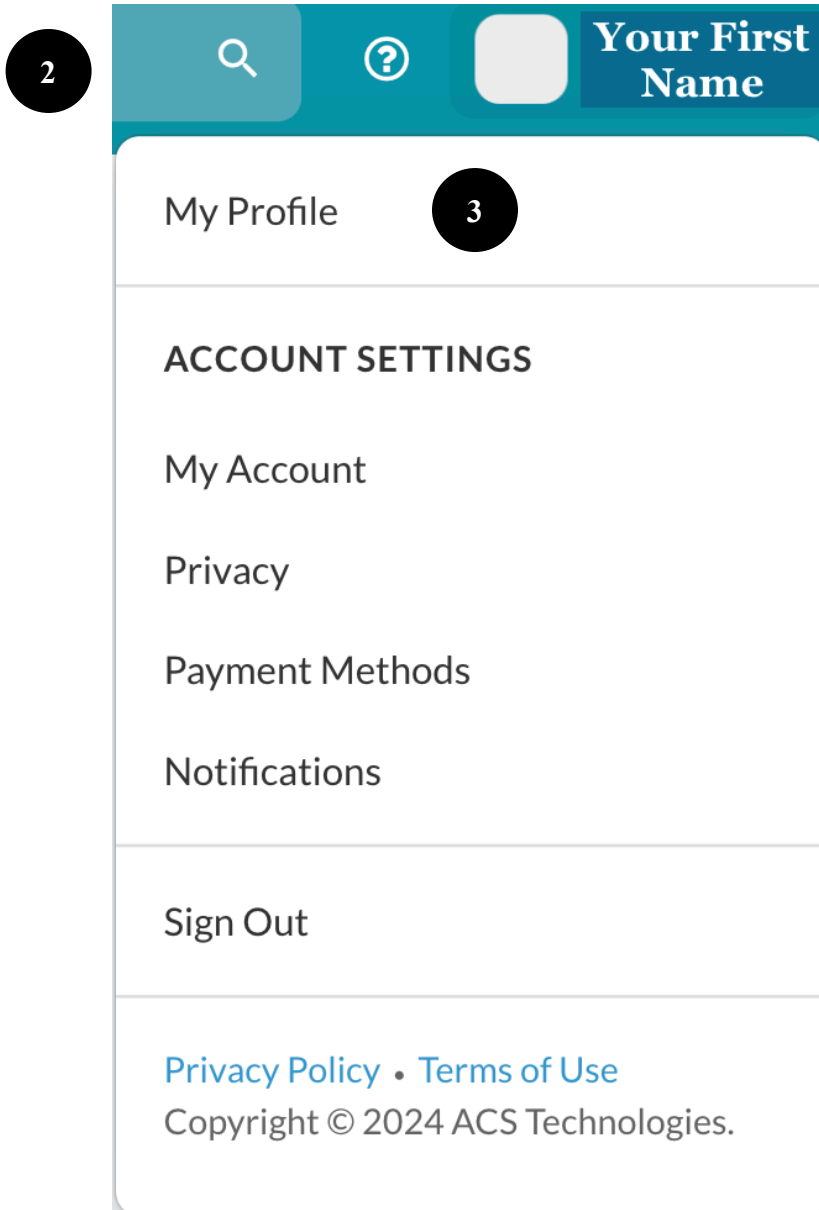 2
Your First
Name
My Profile
3
ACCOUNT SETTINGS
My Account
Privacy
Payment Methods
Notifications
Sign Out
Privacy Policy • Terms of Use
Copyright © 2024 ACS Technologies.